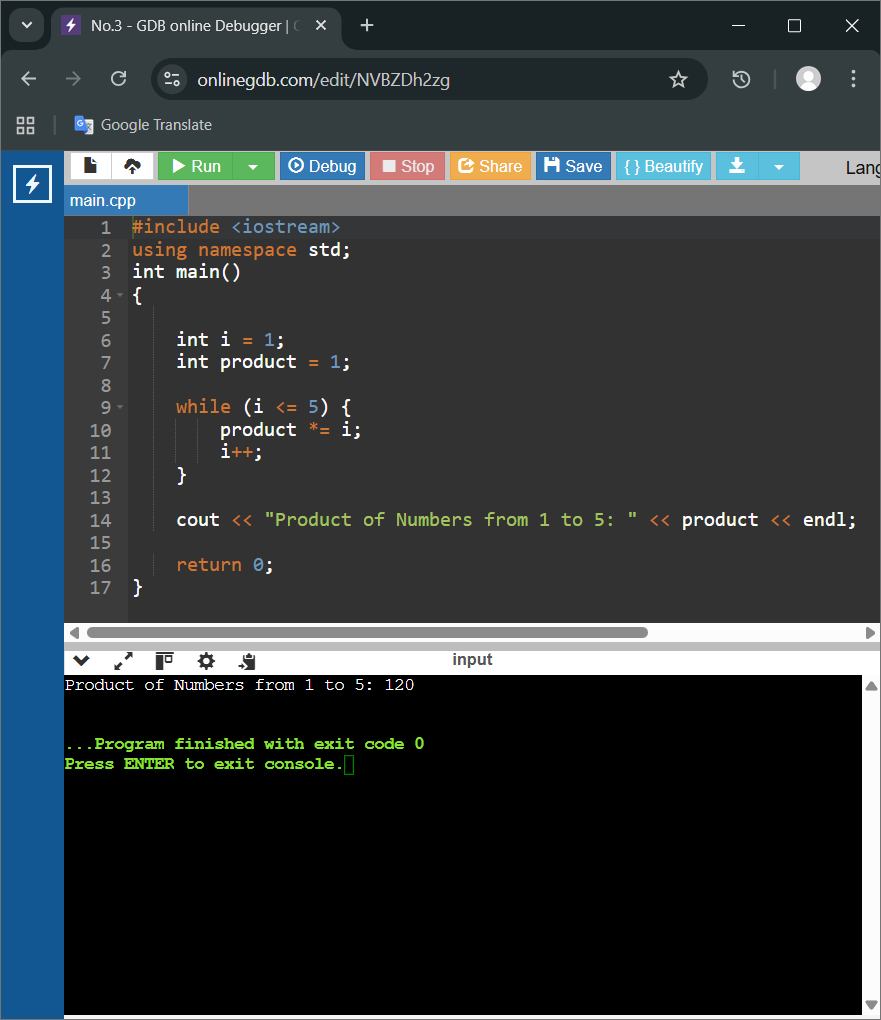 No.3 - GDB online Debugger | C
onlinegdb.com/edit/NVBZDh2zg
Google Translate
Run Debug Stop Share Save { } Beautify Lang
main.cpp
1 #include <iostream>
2 using namespace std;
3 int main()
4 {
5
6     int i = 1;
7     int product = 1;
8
9     while (i <= 5) {
10         product *= i;
11         i++;
12     }
13
14     cout << "Product of Numbers from 1 to 5: " << product << endl;
15
16     return 0;
17 }
input
Product of Numbers from 1 to 5: 120
...Program finished with exit code 0
Press ENTER to exit console.